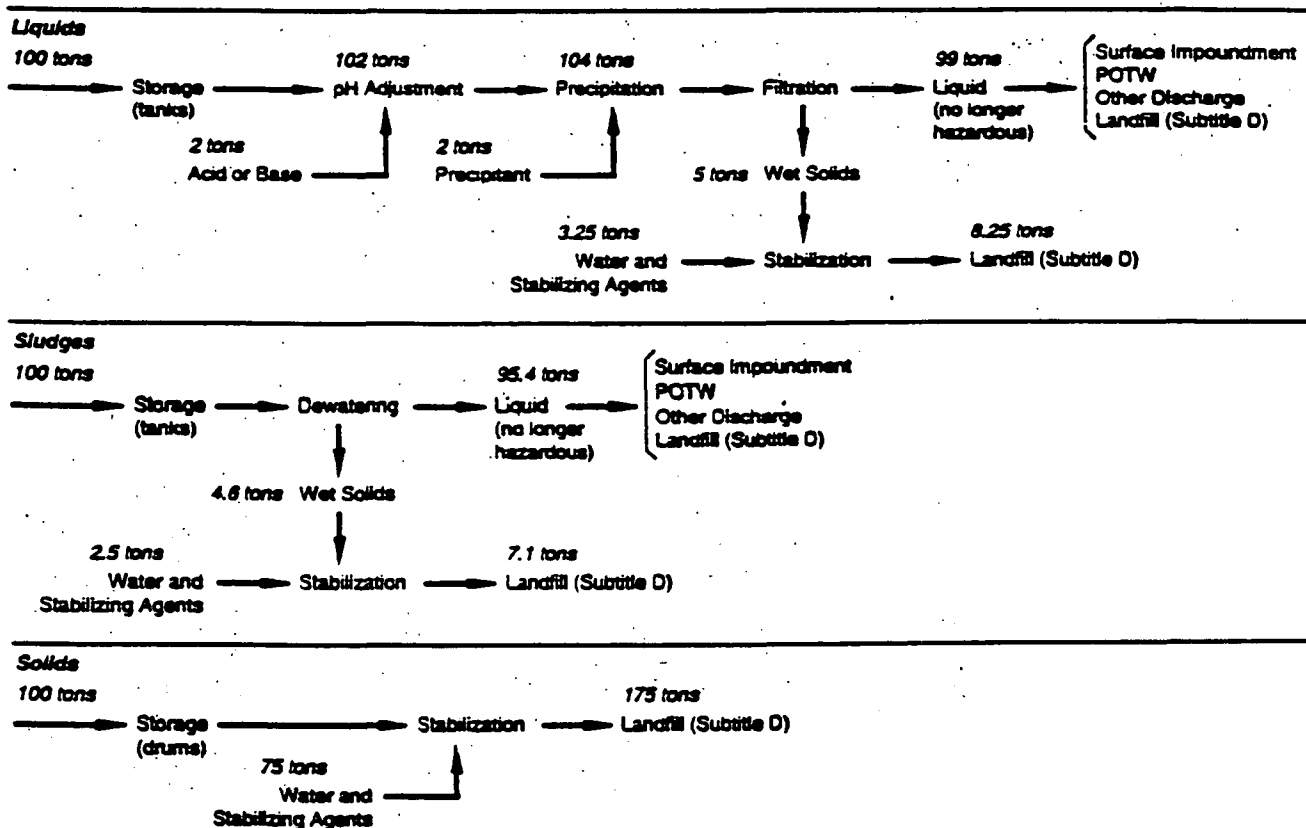 Liquids
100 tons
102 tons
104 tons
99 tons
Surface Impoundment
POTW
Other Discharge
Landfill (Subtitle D)
Storage
(tanks)
pH Adjustment
Precipitation
Filtration
Liquid
(no longer
hazardous)
2 tons
Acid or Base
2 tons
Precipitant
5 tons Wet Solids
3.25 tons
Water and
Stabilizing Agents
Stabilization
8.25 tons
Landfill (Subtitle D)
Sludges
100 tons
95.4 tons
Surface Impoundment
POTW
Other Discharge
Landfill (Subtitle D)
Storage
(tanks)
Dewatering
Liquid
(no longer
hazardous)
4.6 tons Wet Solids
2.5 tons
Water and
Stabilizing Agents
Stabilization
7.1 tons
Landfill (Subtitle D)
Solids
100 tons
175 tons
Storage
(drums)
Stabilization
Landfill (Subtitle D)
75 tons
Water and
Stabilizing Agents